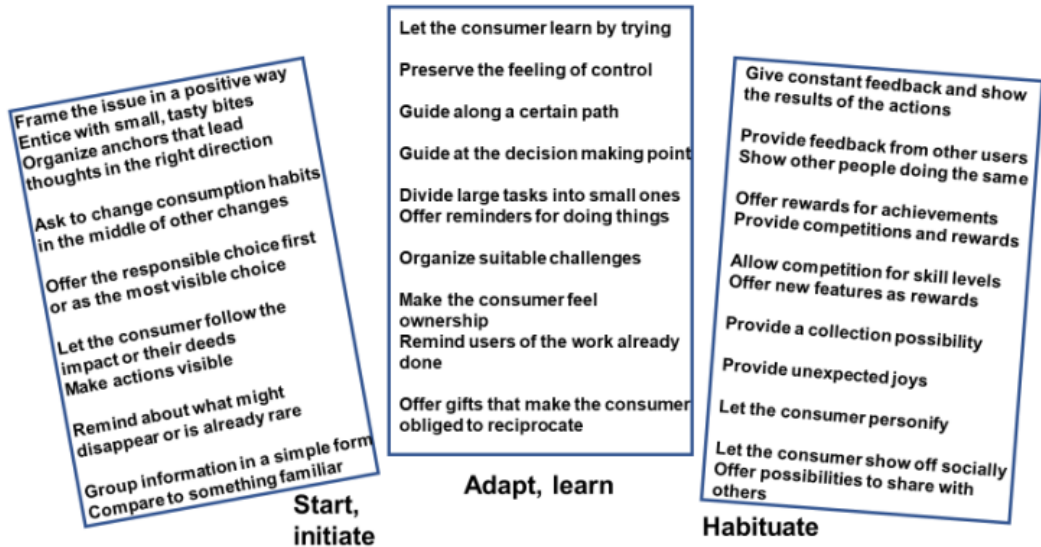 Frame the issue in a positive way
Entice with small, tasty bites
Organize anchors that lead
thoughts in the right direction
Ask to change consumption habits
in the middle of other changes
Offer the responsible choice first
or as the most visible choice
Let the consumer follow the
impact or their deeds
Make actions visible
Remind about what might
disappear or is already rare
Group information in a simple form
Compare to something familiar
Start,
initiate
Let the consumer learn by trying
Preserve the feeling of control
Guide along a certain path
Guide at the decision making point
Divide large tasks into small ones
Offer reminders for doing things
Organize suitable challenges
Make the consumer feel
ownership
Remind users of the work already
done
Offer gifts that make the consumer
obliged to reciprocate
Adapt, learn
Give constant feedback and show
the results of the actions
Provide feedback from other users
Show other people doing the same
Offer rewards for achievements
Provide competitions and rewards
Allow competition for skill levels
Offer new features as rewards
Provide a collection possibility
Provide unexpected joys
Let the consumer personify
Let the consumer show off socially
Offer possibilities to share with
others
Habituate